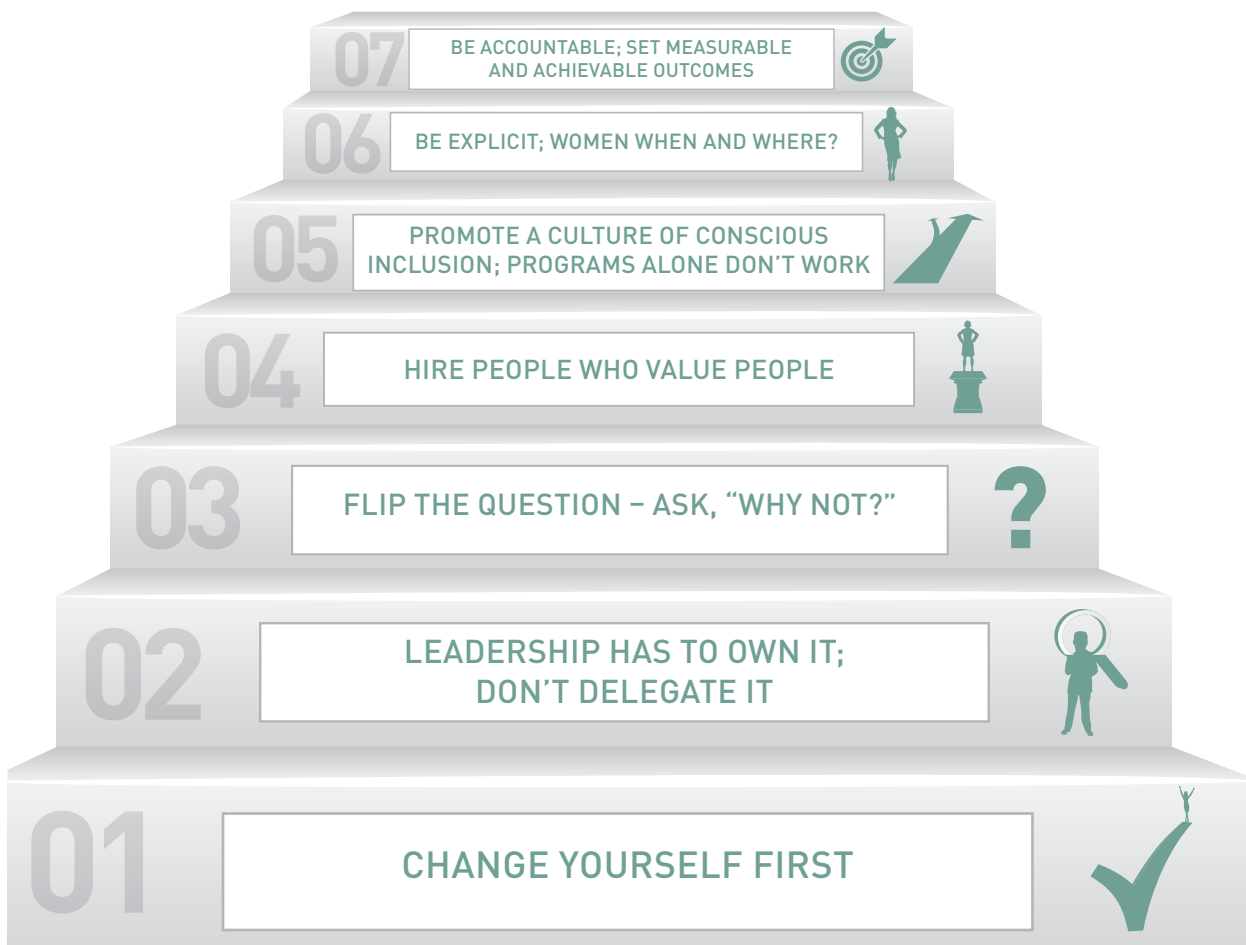 07
BE ACCOUNTABLE; SET MEASURABLE
AND ACHIEVABLE OUTCOMES
06
BE EXPLICIT; WOMEN WHEN AND WHERE?
05
PROMOTE A CULTURE OF CONSCIOUS
INCLUSION; PROGRAMS ALONE DON’T WORK
04
HIRE PEOPLE WHO VALUE PEOPLE
03
FLIP THE QUESTION – ASK, “WHY NOT?”
?
02
LEADERSHIP HAS TO OWN IT;
DON’T DELEGATE IT
01
CHANGE YOURSELF FIRST